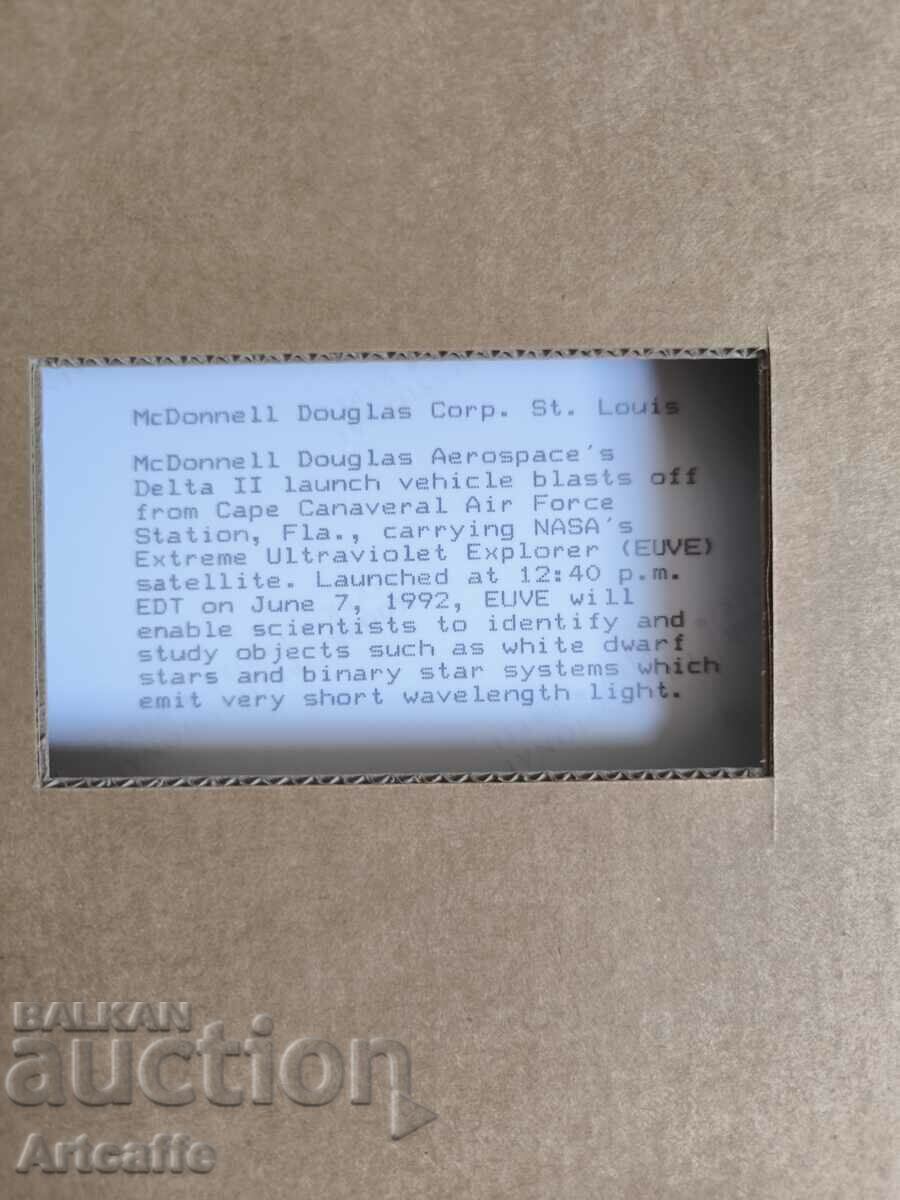 McDonnell Douglas Corp. St. Louis
McDonnell Douglas Aerospace's
Delta II launch vehicle blasts off
from Cape Canaveral Air Force
Station, Fla., carrying NASA's
Extreme Ultraviolet Explorer (EUVE)
satellite. Launched at 12:40 p.m.
EDT on June 7, 1992, EUVE will
enable scientists to identify and
study objects such as white dwarf
stars and binary star systems which
emit very short wavelength light.
BALKAN
auction
Artcaffe